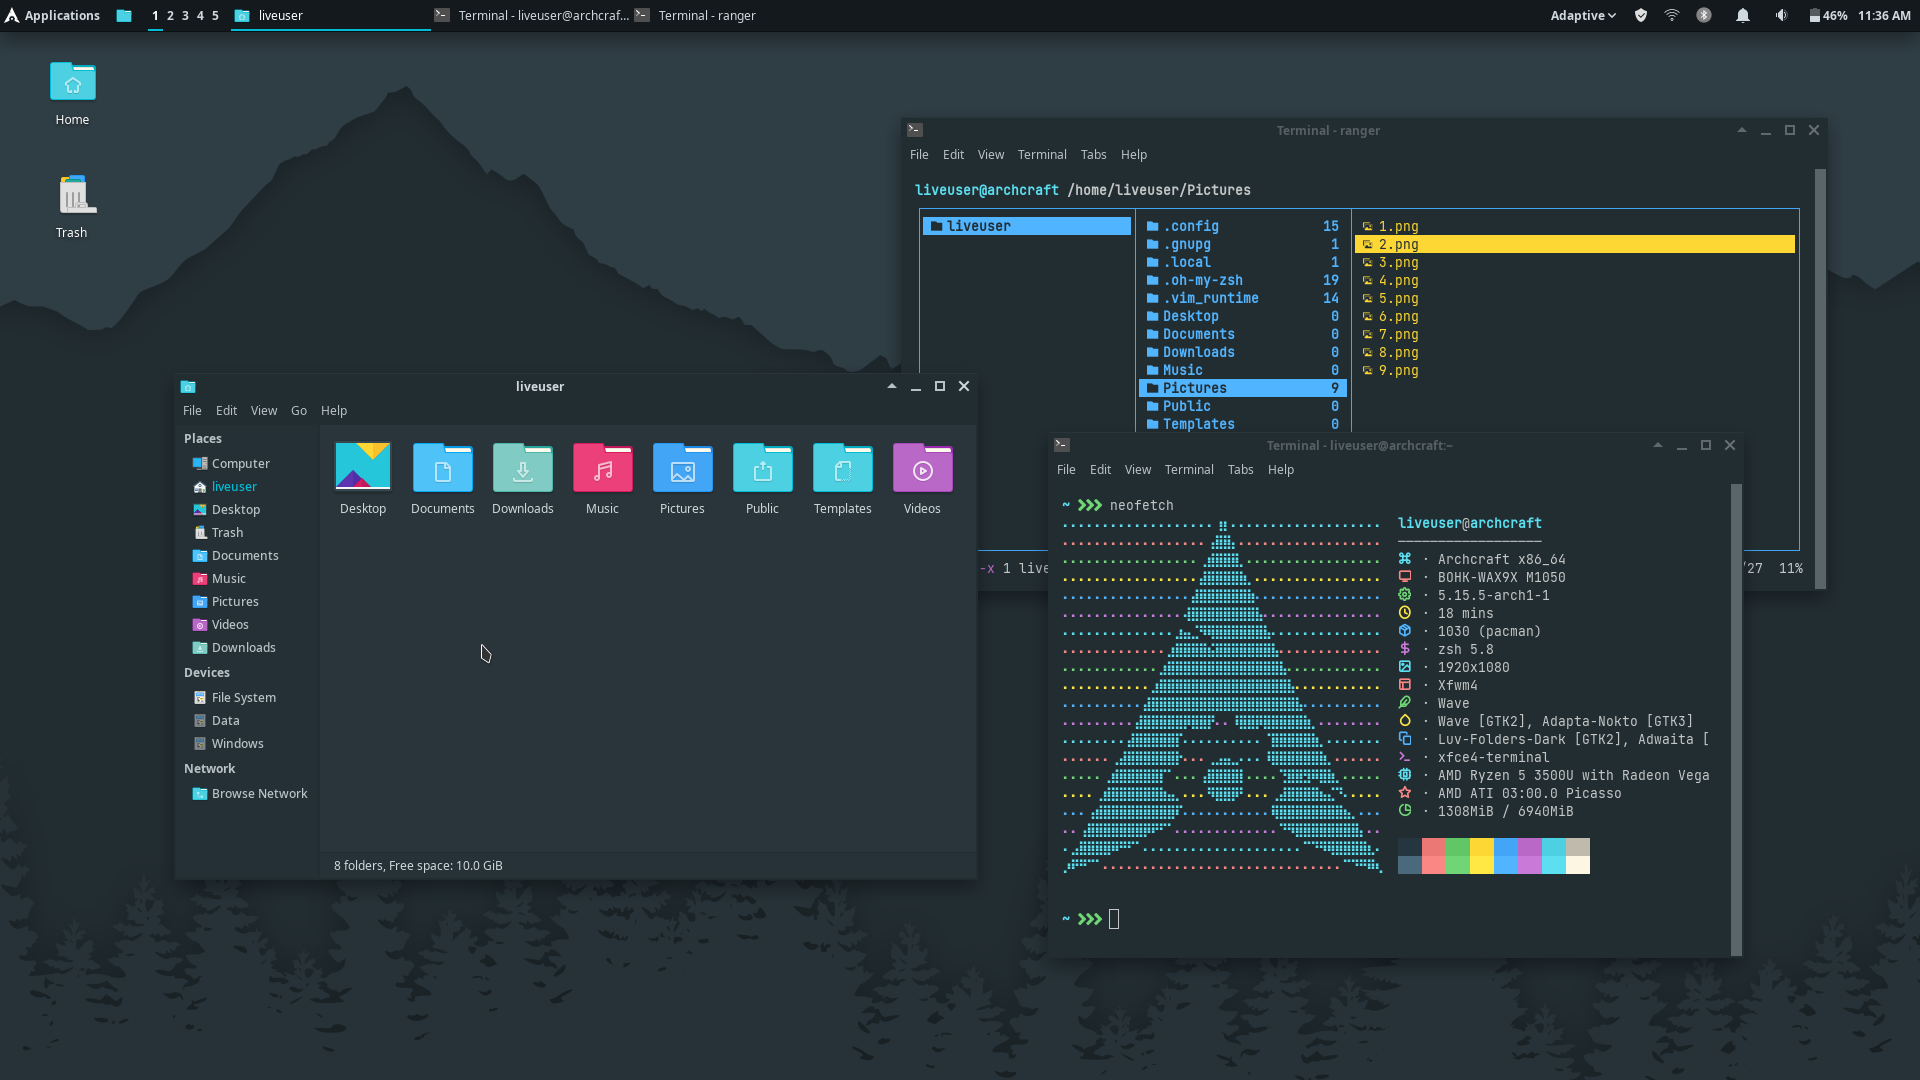 Applications 1 2 3 4 5 liveuser Terminal - liveuser@archcraf... Terminal - ranger Adaptive 46% 11:36 AM
Home
Trash
Terminal - ranger
File Edit View Terminal Tabs Help
liveuser@archcraft /home/liveuser/Pictures
liveuser
.config 15
.gnupg 1
.local 1
.oh-my-zsh 19
.vim_runtime 14
Desktop 0
Documents 0
Downloads 0
Music 0
Pictures 9
Public 0
Templates 0
1.png
2.png
3.png
4.png
5.png
6.png
7.png
8.png
9.png
-x 1 live
/27 11%
liveuser
File Edit View Go Help
Places
Computer
liveuser
Desktop
Trash
Documents
Music
Pictures
Videos
Downloads
Devices
File System
Data
Windows
Network
Browse Network
Desktop Documents Downloads Music Pictures Public Templates Videos
8 folders, Free space: 10.0 GiB
Terminal - liveuser@archcraft:~
File Edit View Terminal Tabs Help
~ ❯❯❯ neofetch
liveuser@archcraft
· Archcraft x86_64
· BOHK-WAX9X M1050
· 5.15.5-arch1-1
· 18 mins
· 1030 (pacman)
· zsh 5.8
· 1920x1080
· Xfwm4
· Wave
· Wave [GTK2], Adapta-Nokto [GTK3]
· Luv-Folders-Dark [GTK2], Adwaita [
· xfce4-terminal
· AMD Ryzen 5 3500U with Radeon Vega
· AMD ATI 03:00.0 Picasso
· 1308MiB / 6940MiB
~ ❯❯❯